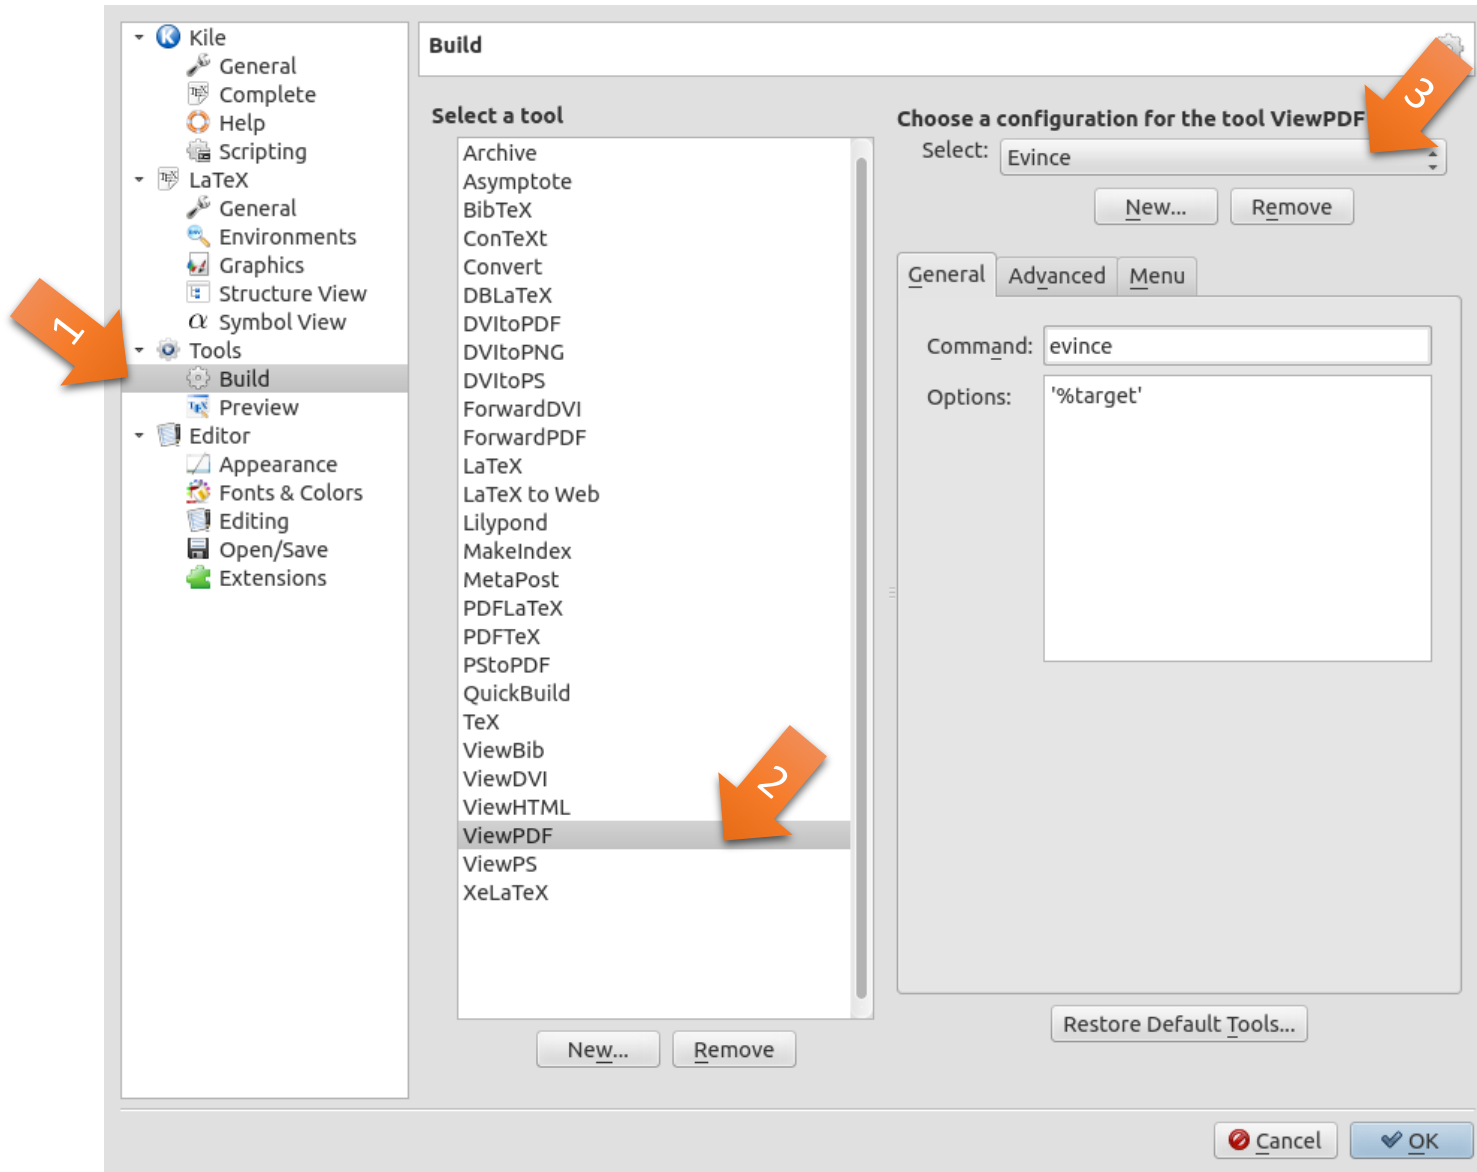 Kile
General
Complete
Help
Scripting
LaTeX
General
Environments
Graphics
Structure View
Symbol View
Tools
Build
Preview
Editor
Appearance
Fonts & Colors
Editing
Open/Save
Extensions
1
Build
Select a tool
Archive
Asymptote
BibTeX
ConTeXt
Convert
DBLaTeX
DVItoPDF
DVItoPNG
DVItoPS
ForwardDVI
ForwardPDF
LaTeX
LaTeX to Web
Lilypond
MakeIndex
MetaPost
PDFLaTeX
PDFTeX
PStoPDF
QuickBuild
TeX
ViewBib
ViewDVI
ViewHTML
ViewPDF
ViewPS
XeLaTeX
2
New... Remove
Choose a configuration for the tool ViewPDF
3
Select: Evince
New... Remove
General Advanced Menu
Command: evince
Options: '%target'
Restore Default Tools...
Cancel OK